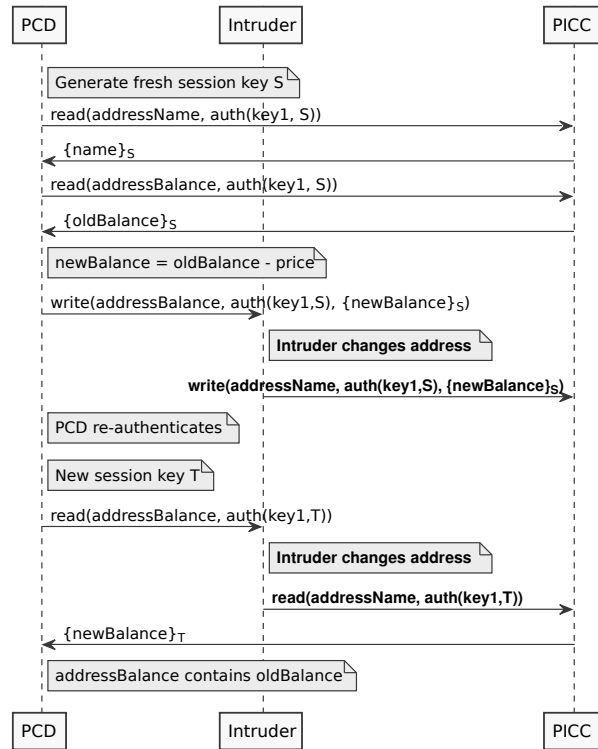 PCD Intruder PICC
Generate fresh session key S
read(addressName, auth(key1, S))
{name}S
read(addressBalance, auth(key1, S))
{oldBalance}S
newBalance = oldBalance - price
write(addressBalance, auth(key1,S), {newBalance}S)
Intruder changes address
write(addressName, auth(key1,S), {newBalance}S)
PCD re-authenticates
New session key T
read(addressBalance, auth(key1,T))
Intruder changes address
read(addressName, auth(key1,T))
{newBalance}T
addressBalance contains oldBalance
PCD Intruder PICC